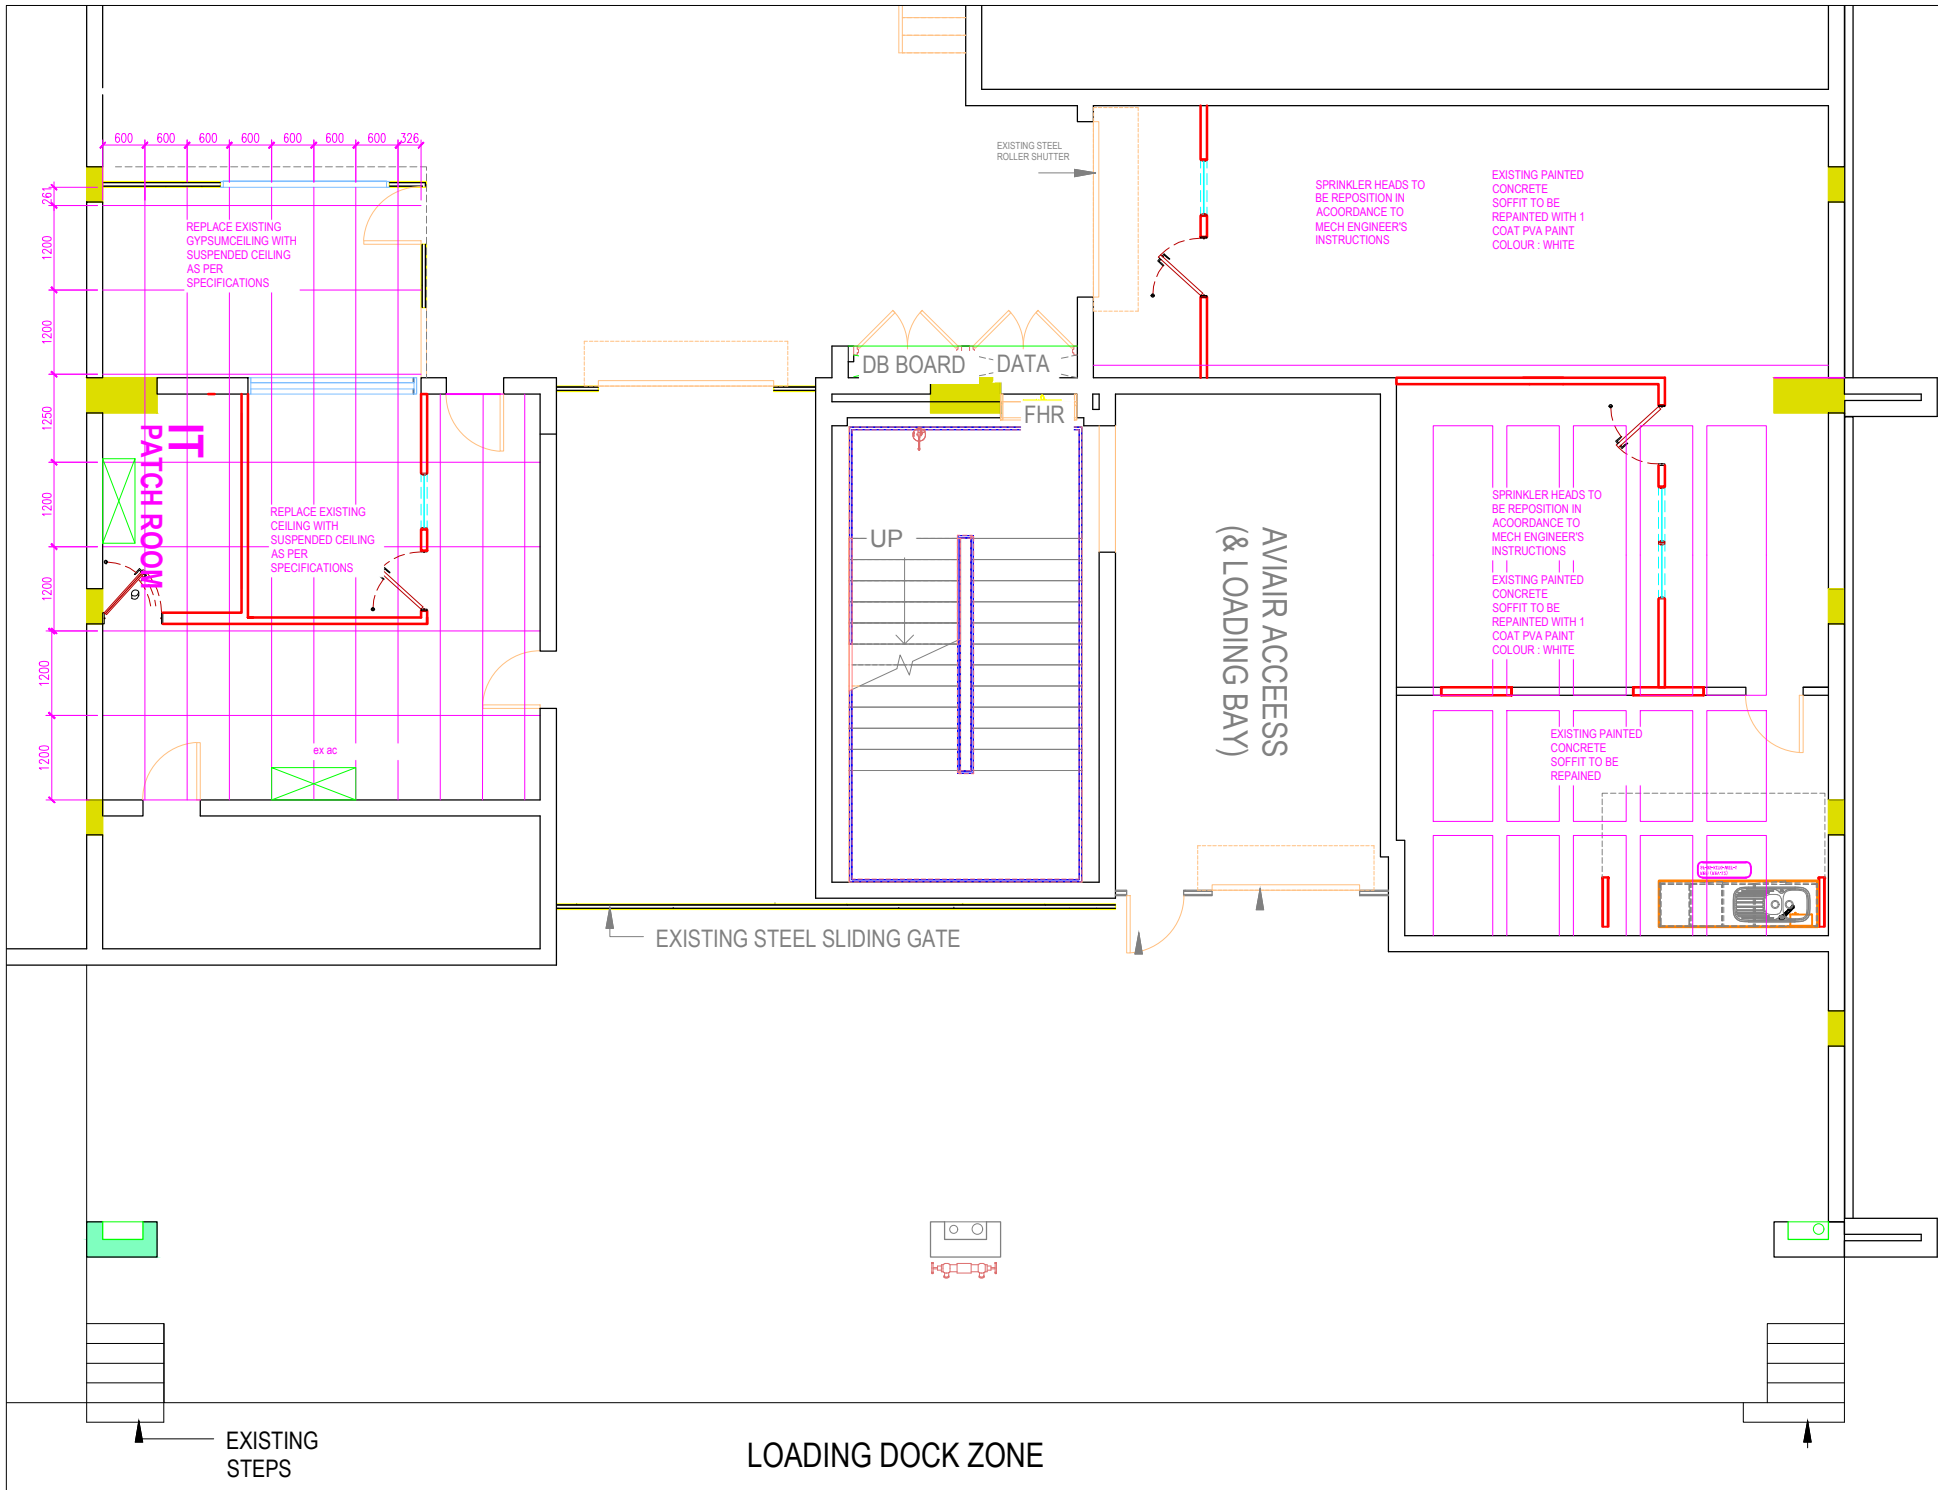 600 600 600 600 600 600 600 326
261
1200
1200
1250
1200
1200
1200
1200
REPLACE EXISTING
GYPSUMCEILING WITH
SUSPENDED CEILING
AS PER
SPECIFICATIONS
IT
PATCH ROOM
REPLACE EXISTING
CEILING WITH
SUSPENDED CEILING
AS PER
SPECIFICATIONS
ex ac
EXISTING STEEL
ROLLER SHUTTER
SPRINKLER HEADS TO
BE REPOSITION IN
ACOORDANCE TO
MECH ENGINEER'S
INSTRUCTIONS
EXISTING PAINTED
CONCRETE
SOFFIT TO BE
REPAINTED WITH 1
COAT PVA PAINT
COLOUR : WHITE
DB BOARD
DATA
FHR
UP
AVIAIR ACCEESS
(& LOADING BAY)
SPRINKLER HEADS TO
BE REPOSITION IN
ACOORDANCE TO
MECH ENGINEER'S
INSTRUCTIONS
EXISTING PAINTED
CONCRETE
SOFFIT TO BE
REPAINTED WITH 1
COAT PVA PAINT
COLOUR : WHITE
EXISTING PAINTED
CONCRETE
SOFFIT TO BE
REPAINED
EXISTING STEEL SLIDING GATE
EXISTING
STEPS
LOADING DOCK ZONE